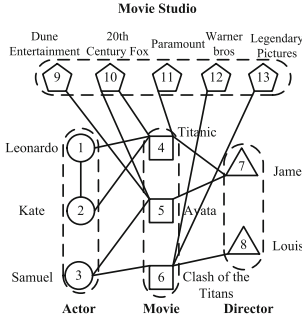 Movie Studio
Dune Entertainment
20th Century Fox
Paramount
Warner bros
Legendary Pictures
9 10 11 12 13
Titanic
Leonardo 1 4
7 Jame
Kate 2 5 Avata
8 Louis
Samuel 3 6 Clash of the Titans
Actor Movie Director